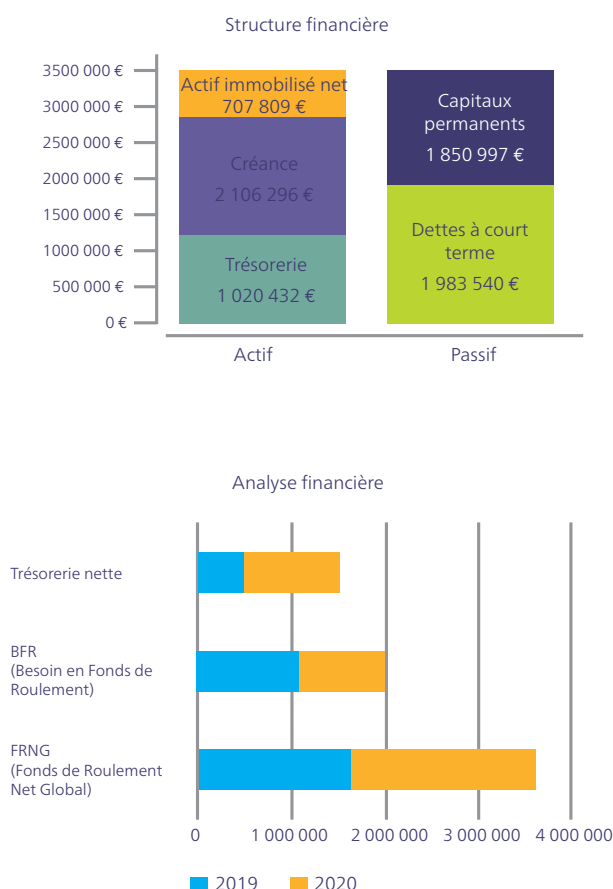 Structure financière
3500 000 €
3000 000 €
2500 000 €
2000 000 €
1500 000 €
1000 000 €
500 000 €
0 €
Actif immobilisé net
707 809 €
Créance
2 106 296 €
Trésorerie
1 020 432 €
Capitaux
permanents
1 850 997 €
Dettes à court
terme
1 983 540 €
Actif
Passif
Analyse financière
Trésorerie nette
BFR
(Besoin en Fonds de
Roulement)
FRNG
(Fonds de Roulement
Net Global)
0 1 000 000 2 000 000 3 000 000 4 000 000
2019 2020